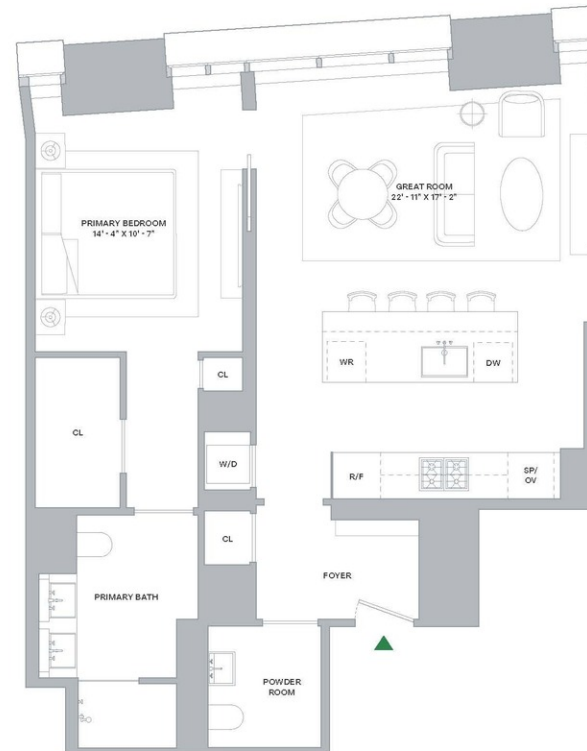 GREAT ROOM
22' - 11" X 17' - 2"
PRIMARY BEDROOM
14' - 4" X 10' - 7"
WR
DW
CL
CL
W/D
R/F
SP/
OV
CL
FOYER
PRIMARY BATH
POWDER
ROOM